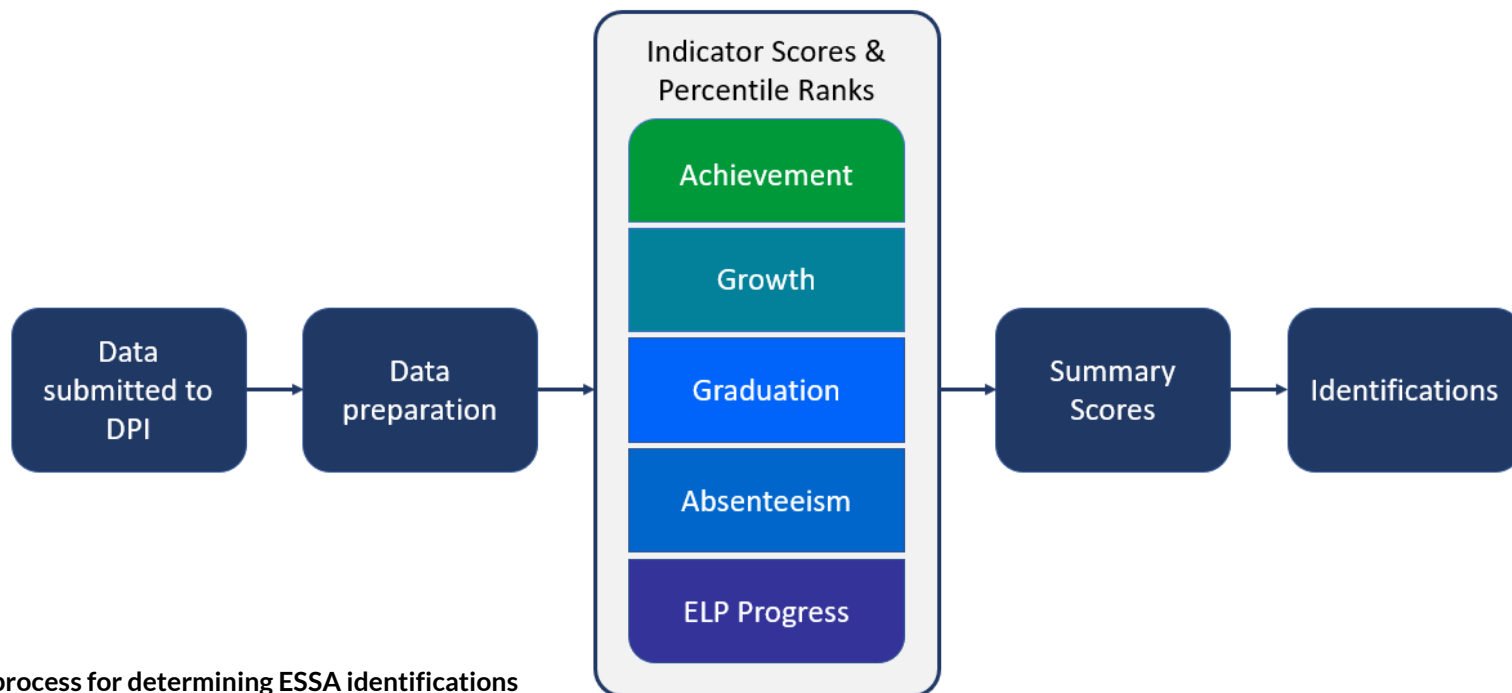 Data
submitted to
DPI
Data
preparation
Indicator Scores &
Percentile Ranks
Achievement
Growth
Graduation
Absenteeism
ELP Progress
Summary
Scores
Identifications
process for determining ESSA identifications